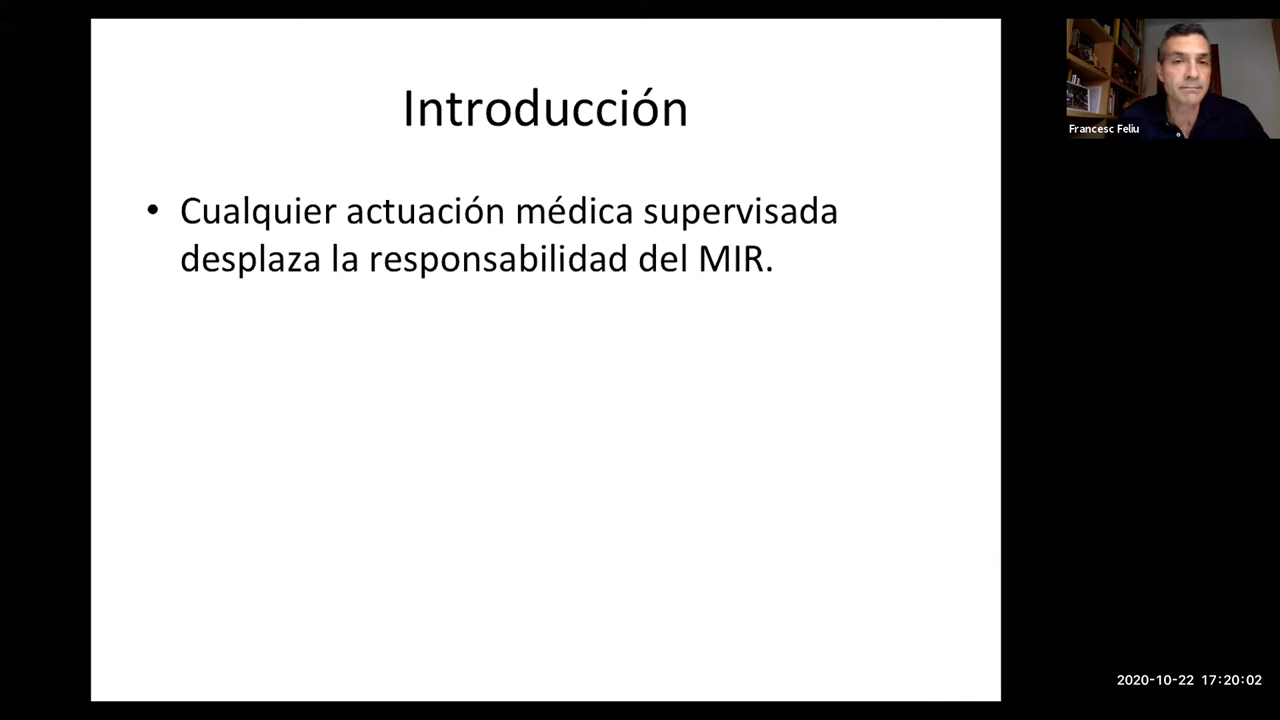 Introducción
• Cualquier actuación médica supervisada
desplaza la responsabilidad del MIR.
Francesc Feliu
2020-10-22 17:20:02